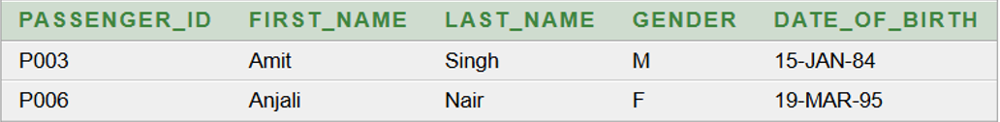 PASSENGER_ID FIRST_NAME LAST_NAME GENDER DATE_OF_BIRTH
P003 Amit Singh M 15-JAN-84
P006 Anjali Nair F 19-MAR-95